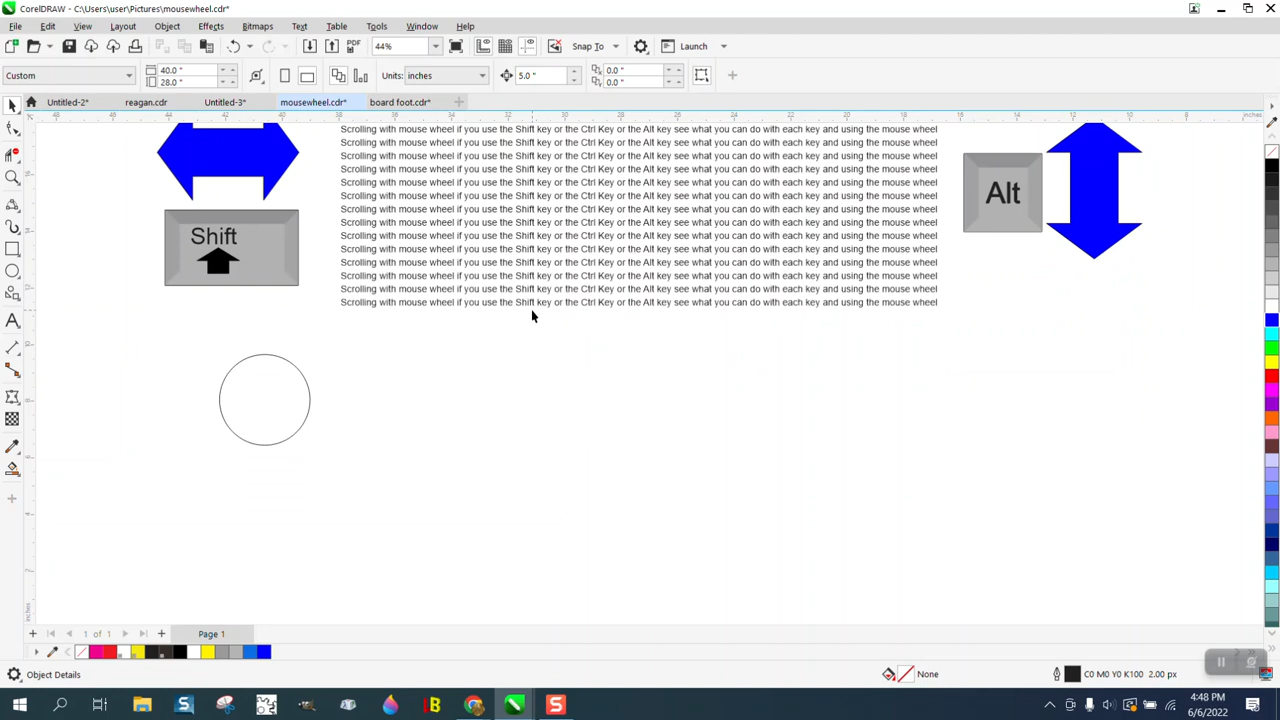 CorelDRAW - C:\Users\user\Pictures\mousewheel.cdr*
File Edit View Layout Object Effects Bitmaps Text Table Tools Window Help
PDF 44% Snap To Launch
Custom 40.0 " 28.0 " Units: inches 5.0 " 0.0 " 0.0 "
Untitled-2* reagan.cdr Untitled-3* mousewheel.cdr* board foot.cdr*
48 46 44 42 40 38 36 34 32 30 28 26 24 22 20 18 16 14 12 10 8 inches
Scrolling with mouse wheel if you use the Shift key or the Ctrl Key or the Alt key see what you can do with each key and using the mouse wheel
Scrolling with mouse wheel if you use the Shift key or the Ctrl Key or the Alt key see what you can do with each key and using the mouse wheel
Scrolling with mouse wheel if you use the Shift key or the Ctrl Key or the Alt key see what you can do with each key and using the mouse wheel
Scrolling with mouse wheel if you use the Shift key or the Ctrl Key or the Alt key see what you can do with each key and using the mouse wheel
Scrolling with mouse wheel if you use the Shift key or the Ctrl Key or the Alt key see what you can do with each key and using the mouse wheel
Scrolling with mouse wheel if you use the Shift key or the Ctrl Key or the Alt key see what you can do with each key and using the mouse wheel
Scrolling with mouse wheel if you use the Shift key or the Ctrl Key or the Alt key see what you can do with each key and using the mouse wheel
Scrolling with mouse wheel if you use the Shift key or the Ctrl Key or the Alt key see what you can do with each key and using the mouse wheel
Scrolling with mouse wheel if you use the Shift key or the Ctrl Key or the Alt key see what you can do with each key and using the mouse wheel
Scrolling with mouse wheel if you use the Shift key or the Ctrl Key or the Alt key see what you can do with each key and using the mouse wheel
Scrolling with mouse wheel if you use the Shift key or the Ctrl Key or the Alt key see what you can do with each key and using the mouse wheel
Scrolling with mouse wheel if you use the Shift key or the Ctrl Key or the Alt key see what you can do with each key and using the mouse wheel
Scrolling with mouse wheel if you use the Shift key or the Ctrl Key or the Alt key see what you can do with each key and using the mouse wheel
Scrolling with mouse wheel if you use the Shift key or the Ctrl Key or the Alt key see what you can do with each key and using the mouse wheel
Shift
Alt
inches
1 of 1 Page 1
Object Details None C0 M0 Y0 K100 2.00 px
4:48 PM
6/6/2022